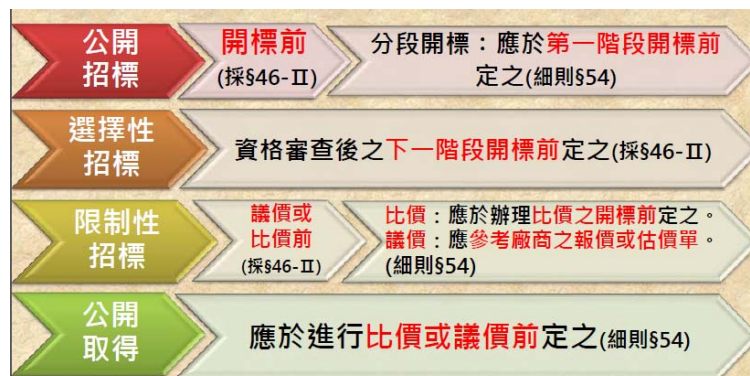 公開
招標
開標前
(採§46-Ⅱ)
分段開標：應於第一階段開標前
定之(細則§54)
選擇性
招標
資格審查後之下一階段開標前定之(採§46-Ⅱ)
限制性
招標
議價或
比價前
(採§46-Ⅱ)
比價：應於辦理比價之開標前定之。
議價：應參考廠商之報價或估價單。
(細則§54)
公開
取得
應於進行比價或議價前定之(細則§54)